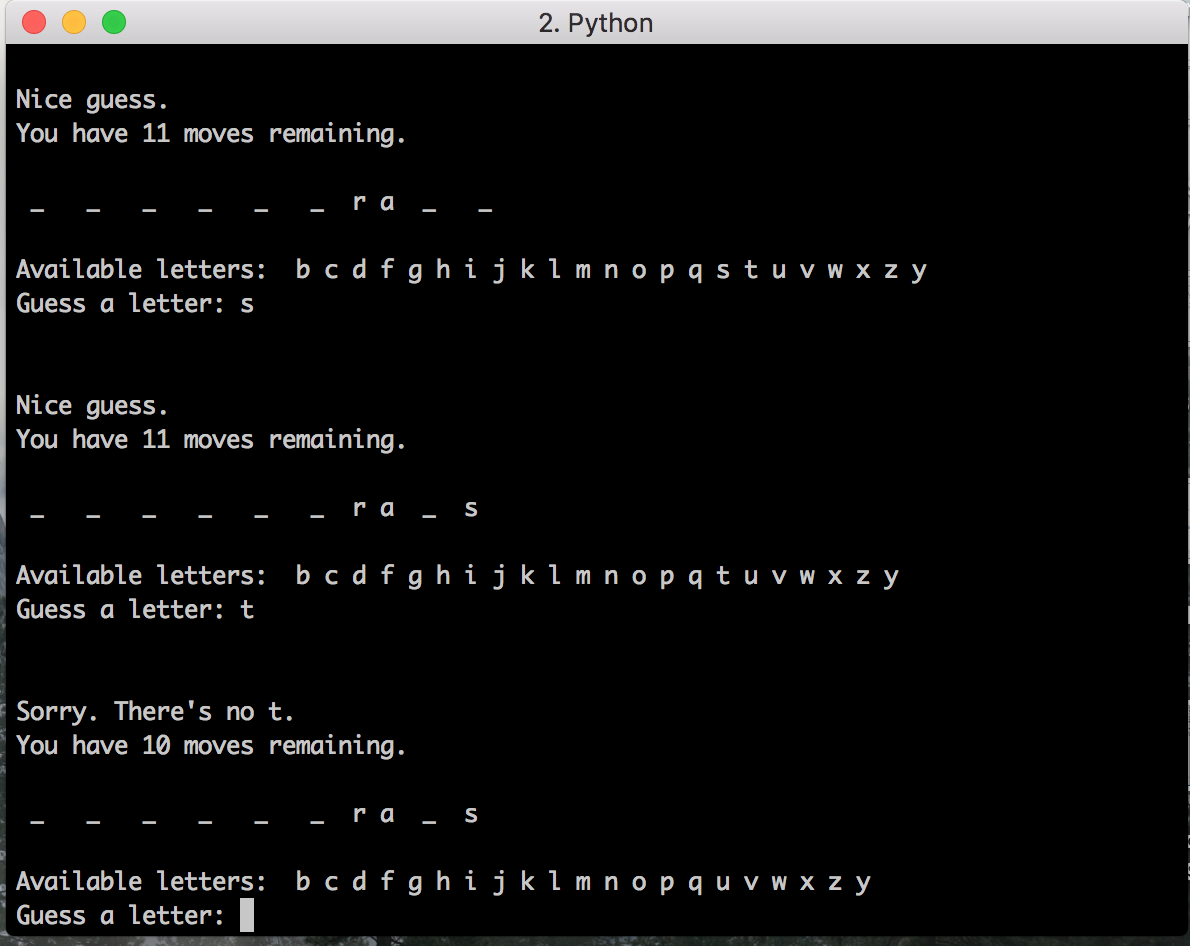 2. Python
Nice guess.
You have 11 moves remaining.
_ _ _ _ _ _ r a _ _
Available letters: b c d f g h i j k l m n o p q s t u v w x z y
Guess a letter: s
Nice guess.
You have 11 moves remaining.
_ _ _ _ _ _ r a _ s
Available letters: b c d f g h i j k l m n o p q t u v w x z y
Guess a letter: t
Sorry. There's no t.
You have 10 moves remaining.
_ _ _ _ _ _ r a _ s
Available letters: b c d f g h i j k l m n o p q u v w x z y
Guess a letter: